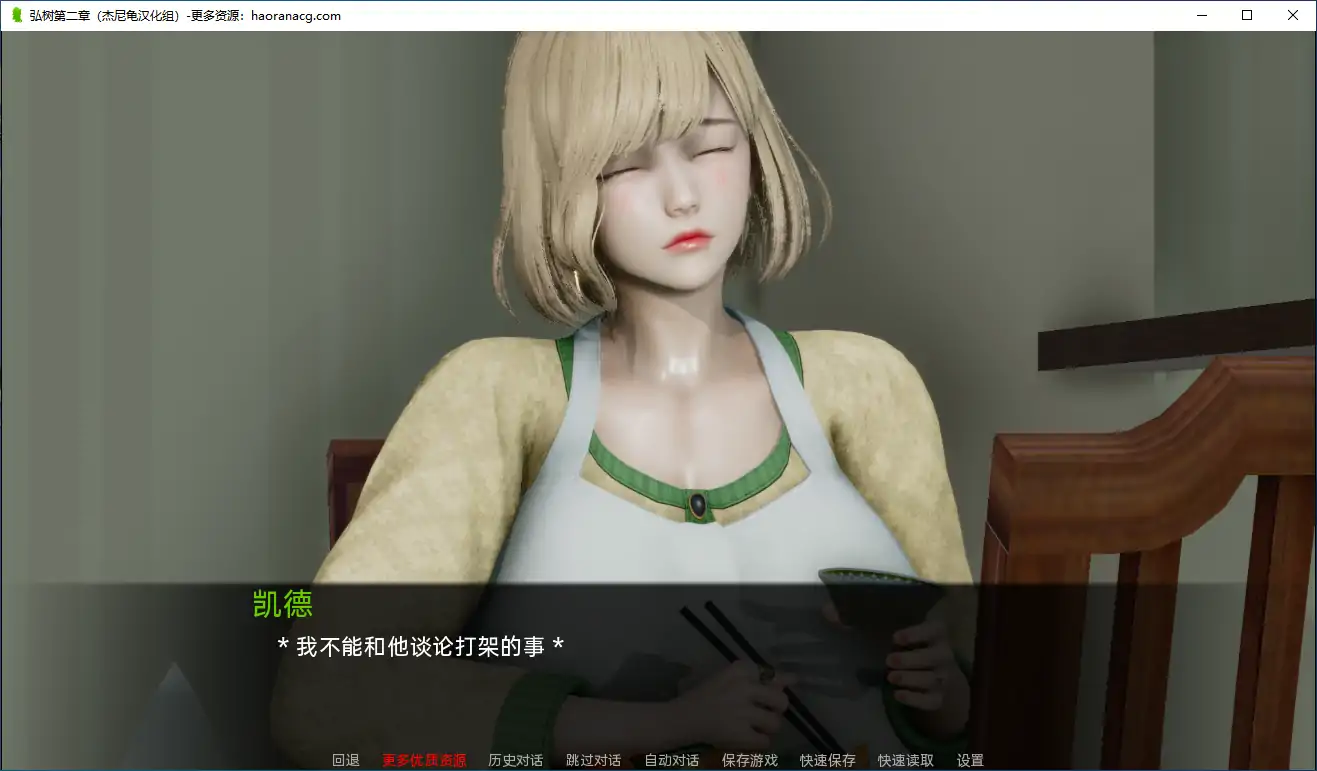 弘树第二章（杰尼龟汉化组）-更多资源：haoranacg.com
凯德
* 我不能和他谈论打架的事 *
回退 更多优质资源 历史对话 跳过对话 自动对话 保存游戏 快速保存 快速读取 设置